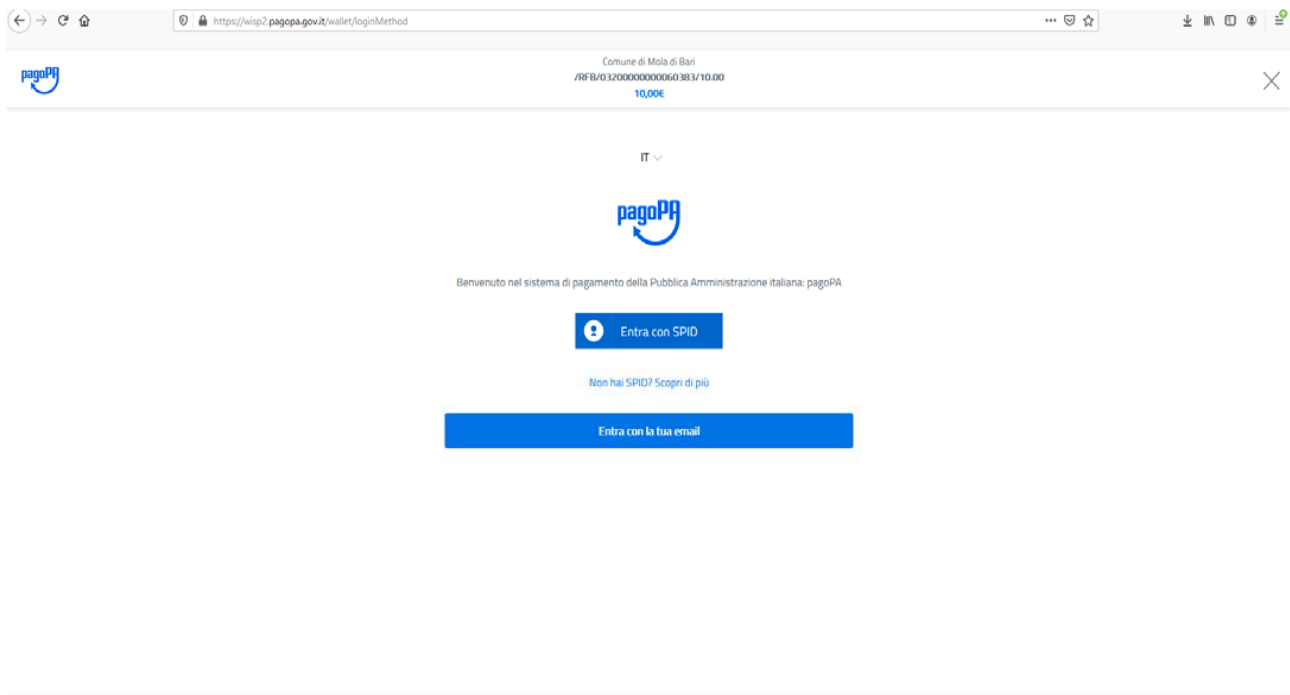 https://wisp2.pagopa.gov.it/wallet/loginMethod
pagoPA
Comune di Mola di Bari
/RFB/03200000000060383/10.00
10,00€
IT
pagoPA
Benvenuto nel sistema di pagamento della Pubblica Amministrazione italiana: pagoPA
Entra con SPID
Non hai SPID? Scopri di più
Entra con la tua email